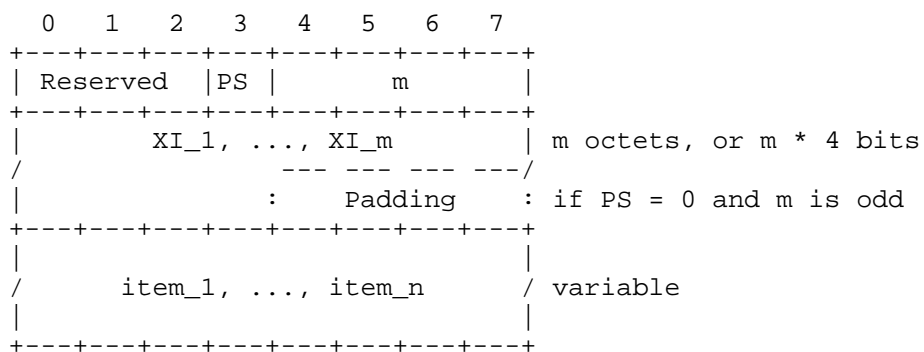 0   1   2   3   4   5   6   7
+---+---+---+---+---+---+---+---+
| Reserved  |PS |       m       |
+---+---+---+---+---+---+---+---+
|        XI_1, ..., XI_m        | m octets, or m * 4 bits
/                --- --- --- ---/
|               :    Padding    : if PS = 0 and m is odd
+---+---+---+---+---+---+---+---+
|                               |
/      item_1, ..., item_n      / variable
|                               |
+---+---+---+---+---+---+---+---+